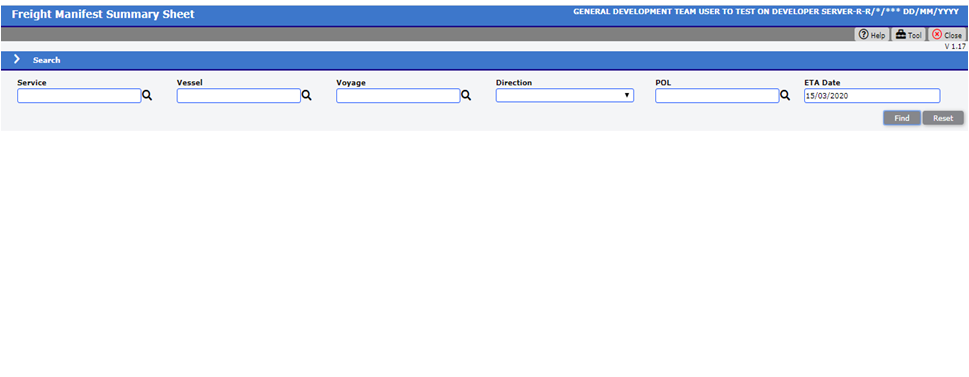 Freight Manifest Summary Sheet
GENERAL DEVELOPMENT TEAM USER TO TEST ON DEVELOPER SERVER-R-R/*/*** DD/MM/YYYY
Help Tool Close
V 1.17
Search
Service Vessel Voyage Direction POL ETA Date
15/03/2020
Find Reset